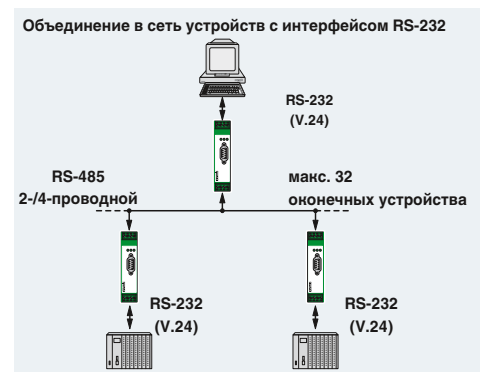 Объединение в сеть устройств с интерфейсом RS-232
RS-232
(V.24)
RS-485
2-/4-проводной
макс. 32
оконечных устройства
RS-232
(V.24)
RS-232
(V.24)